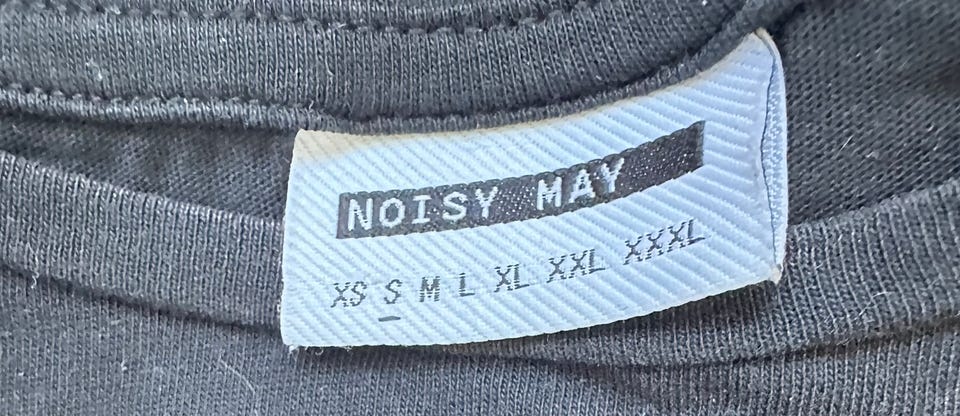 NOISY MAY
XS S M L XL XXL XXXL